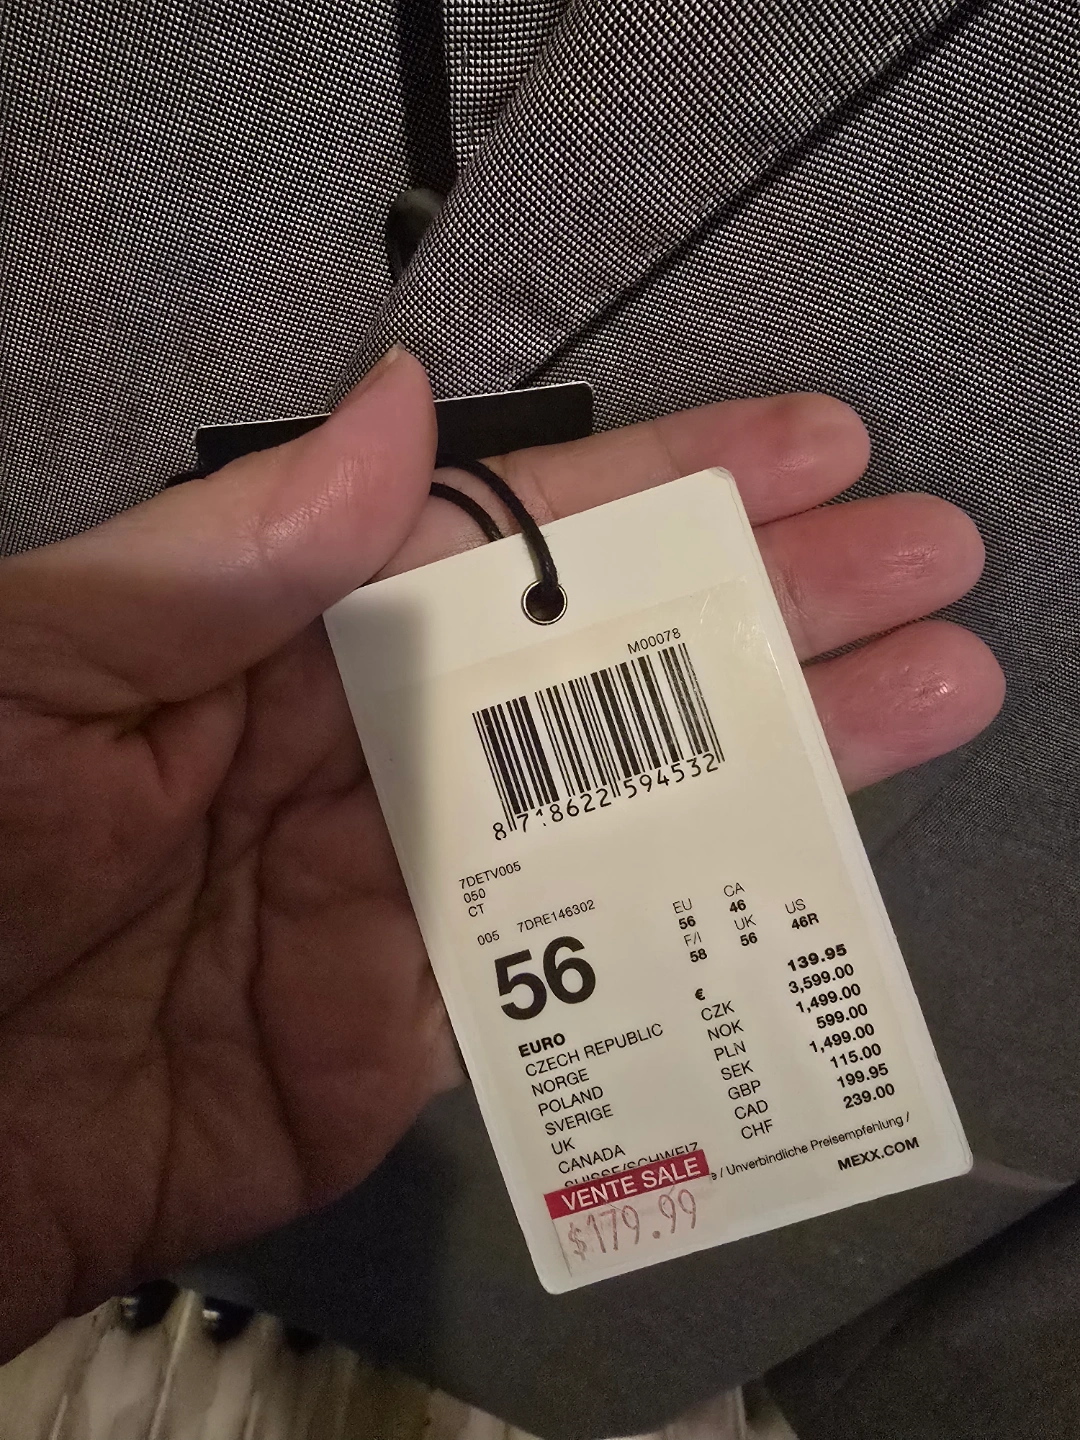 M00078
8 718622 594532
7DETV005
050
CT
005 7DRE146302
56
EU CA
56 46
F/I UK US
58 56 46R
EURO € 139.95
CZECH REPUBLIC CZK 3,599.00
NORGE NOK 1,499.00
POLAND PLN 599.00
SVERIGE SEK 1,499.00
UK GBP 115.00
CANADA CAD 199.95
SUISSE/SCHWEIZ CHF 239.00
e / Unverbindliche Preisempfehlung /
MEXX.COM
VENTE SALE
$179.99